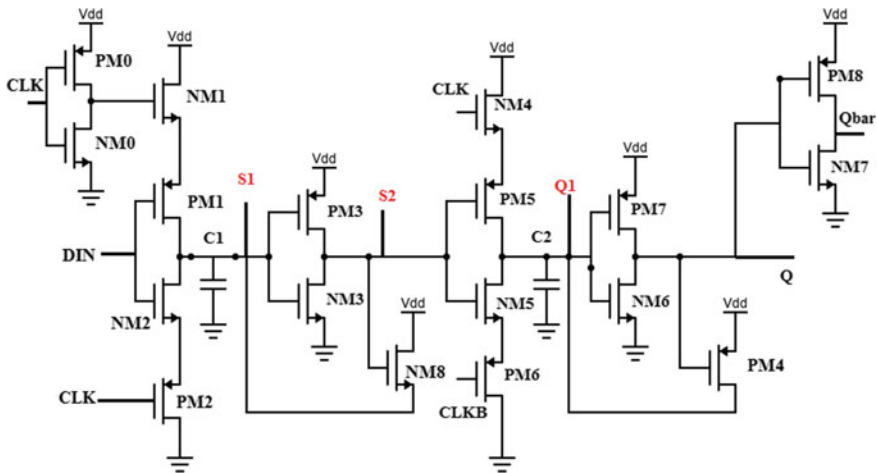 Vdd
Vdd
PM0
CLK
NM1
NM0
Vdd
CLK
NM4
Vdd
PM8
Qbar
NM7
PM1
S1
Vdd
PM3
S2
PM5
Q1
Vdd
PM7
DIN
C1
C2
Q
NM2
NM3
Vdd
NM8
NM5
NM6
Vdd
PM4
CLK
PM2
PM6
CLKB